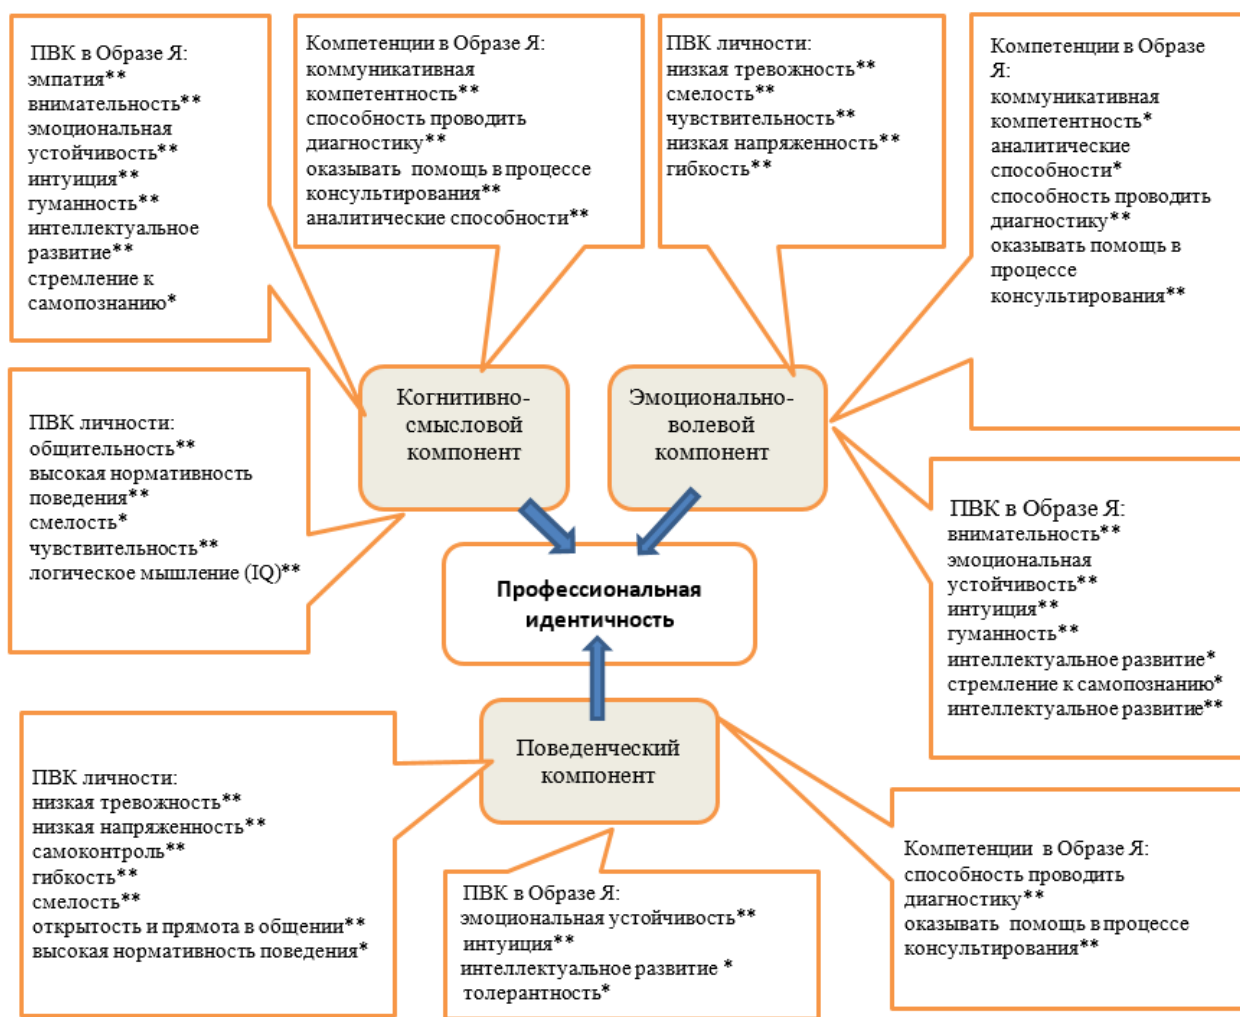 ПВК в Образе Я:
эмпатия**
внимательность**
эмоциональная
устойчивость**
интуиция**
гуманность**
интеллектуальное
развитие**
стремление к
самопознанию*
Компетенции в Образе Я:
коммуникативная
компетентность**
способность проводить
диагностику**
оказывать помощь в процессе
консультирования**
аналитические способности**
ПВК личности:
низкая тревожность**
смелость**
чувствительность**
низкая напряженность**
гибкость**
Компетенции в Образе
Я:
коммуникативная
компетентность*
аналитические
способности*
способность проводить
диагностику**
оказывать помощь в
процессе
консультирования**
Когнитивно-
смысловой
компонент
Эмоционально-
волевой
компонент
ПВК личности:
общительность**
высокая нормативность
поведения**
смелость*
чувствительность**
логическое мышление (IQ)**
ПВК в Образе Я:
внимательность**
эмоциональная
устойчивость**
интуиция**
гуманность**
интеллектуальное развитие*
стремление к самопознанию*
интеллектуальное развитие**
Профессиональная
идентичность
Поведенческий
компонент
ПВК личности:
низкая тревожность**
низкая напряженность**
самоконтроль**
гибкость**
смелость**
открытость и прямота в общении**
высокая нормативность поведения*
ПВК в Образе Я:
эмоциональная устойчивость**
интуиция**
интеллектуальное развитие *
толерантность*
Компетенции в Образе Я:
способность проводить
диагностику**
оказывать помощь в процессе
консультирования**